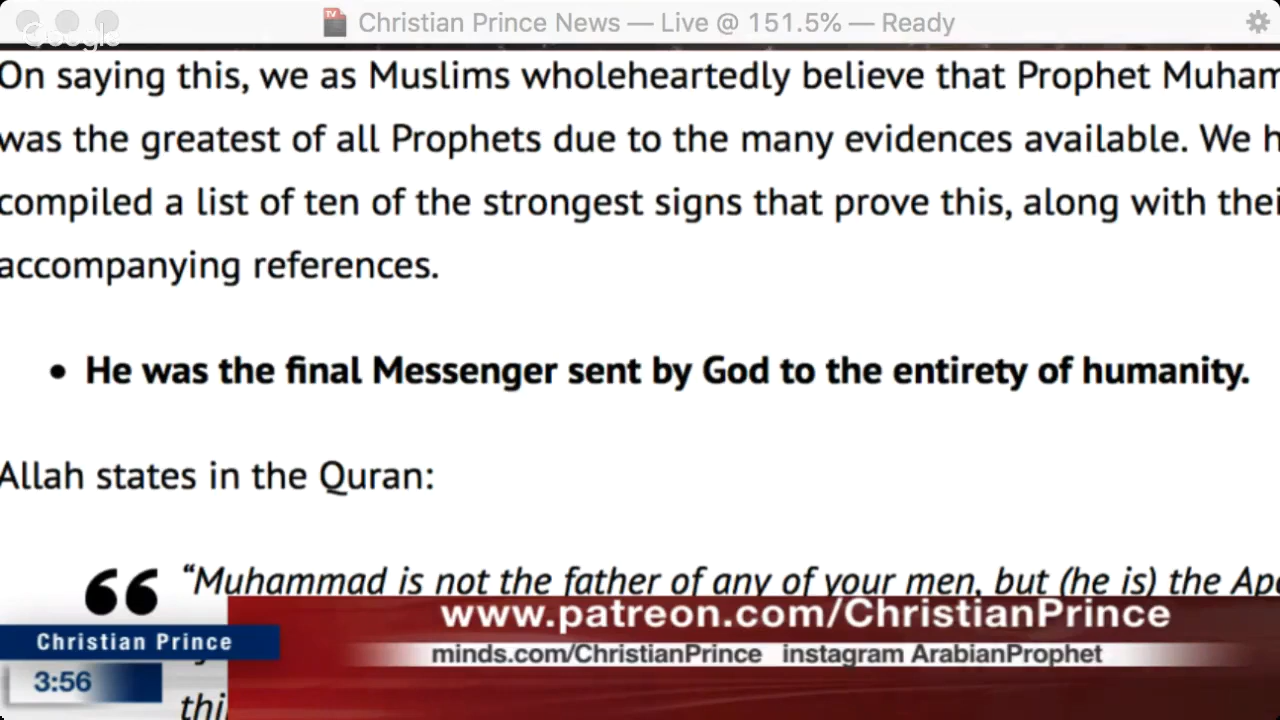 Christian Prince News — Live @ 151.5% — Ready
Google
On saying this, we as Muslims wholeheartedly believe that Prophet Muham
was the greatest of all Prophets due to the many evidences available. We h
compiled a list of ten of the strongest signs that prove this, along with thei
accompanying references.
• He was the final Messenger sent by God to the entirety of humanity.
Allah states in the Quran:
“Muhammad is not the father of any of your men, but (he is) the Apo
www.patreon.com/ChristianPrince
Christian Prince
minds.com/ChristianPrince instagram ArabianProphet
3:56
thi